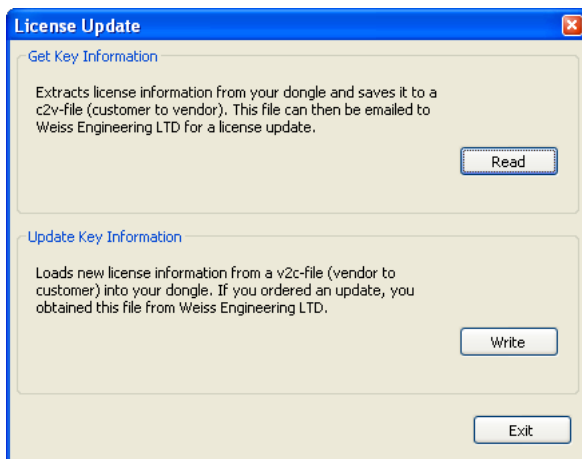 License Update
Get Key Information
Extracts license information from your dongle and saves it to a
c2v-file (customer to vendor). This file can then be emailed to
Weiss Engineering LTD for a license update.
Read
Update Key Information
Loads new license information from a v2c-file (vendor to
customer) into your dongle. If you ordered an update, you
obtained this file from Weiss Engineering LTD.
Write
Exit